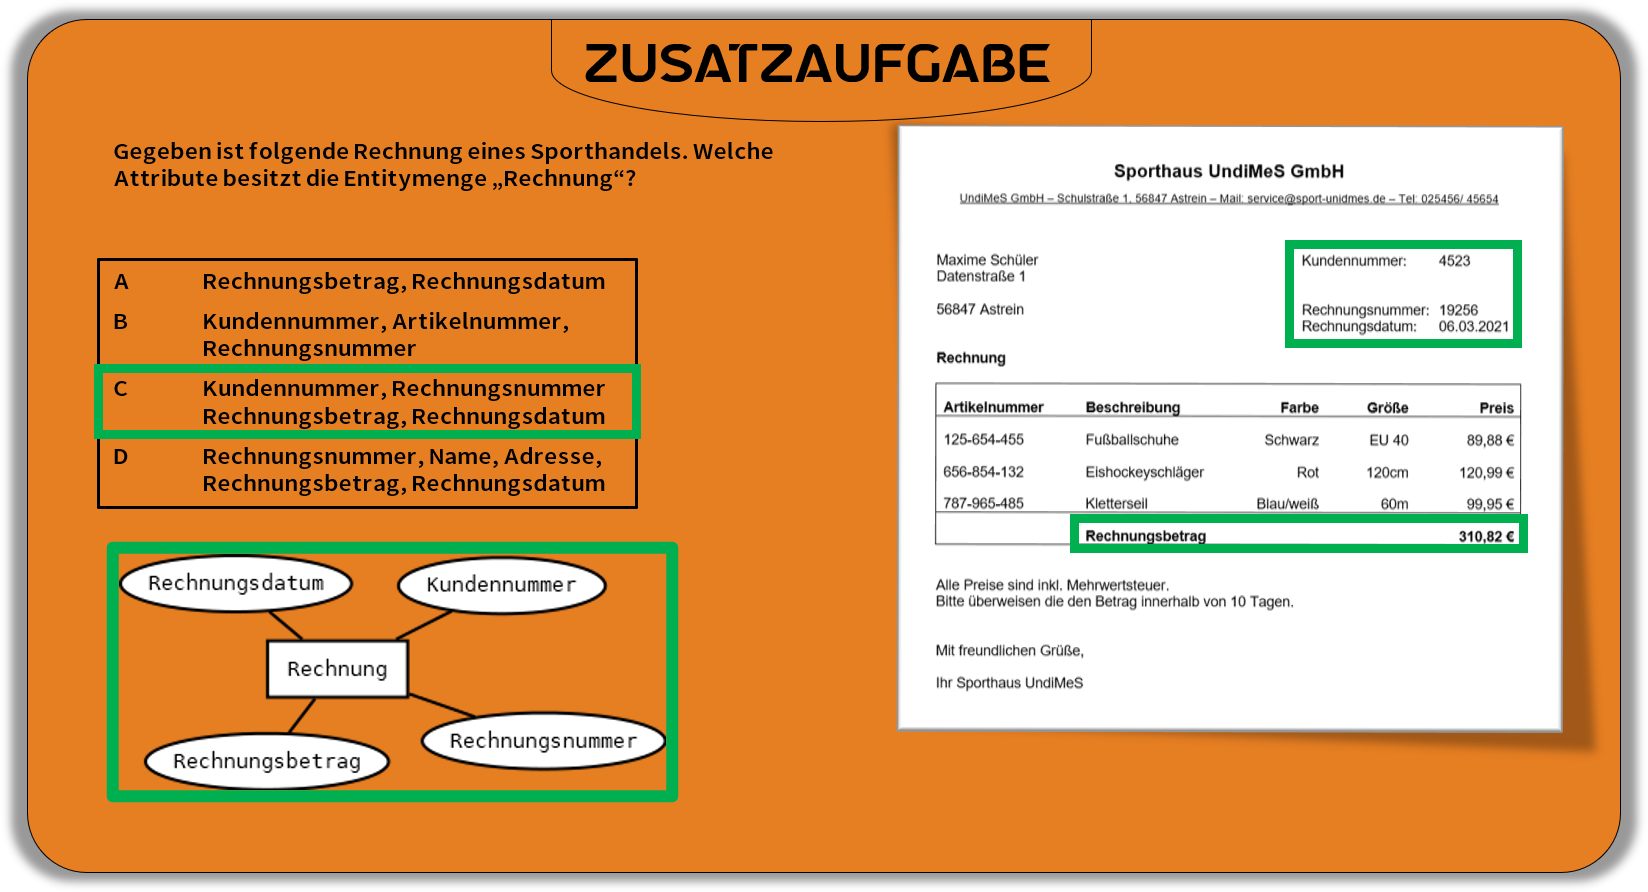 ZUSATZAUFGABE
Gegeben ist folgende Rechnung eines Sporthandels. Welche
Attribute besitzt die Entitymenge „Rechnung“?
A Rechnungsbetrag, Rechnungsdatum
B Kundennummer, Artikelnummer,
Rechnungsnummer
C Kundennummer, Rechnungsnummer
Rechnungsbetrag, Rechnungsdatum
D Rechnungsnummer, Name, Adresse,
Rechnungsbetrag, Rechnungsdatum
Rechnungsdatum
Kundennummer
Rechnung
Rechnungsnummer
Rechnungsbetrag
Sporthaus UndiMeS GmbH
UndiMeS GmbH – Schulstraße 1, 56847 Astrein – Mail: service@sport-unidmes.de – Tel: 025456/ 45654
Maxime Schüler
Datenstraße 1
56847 Astrein
Kundennummer: 4523
Rechnungsnummer: 19256
Rechnungsdatum: 06.03.2021
Rechnung
Artikelnummer Beschreibung Farbe Größe Preis
125-654-455 Fußballschuhe Schwarz EU 40 89,88 €
656-854-132 Eishockeyschläger Rot 120cm 120,99 €
787-965-485 Kletterseil Blau/weiß 60m 99,95 €
Rechnungsbetrag 310,82 €
Alle Preise sind inkl. Mehrwertsteuer.
Bitte überweisen die den Betrag innerhalb von 10 Tagen.
Mit freundlichen Grüße,
Ihr Sporthaus UndiMeS